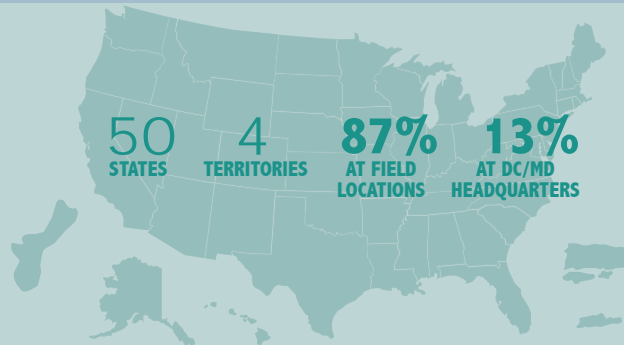 50
STATES
4
TERRITORIES
87%
AT FIELD
LOCATIONS
13%
AT DC/MD
HEADQUARTERS